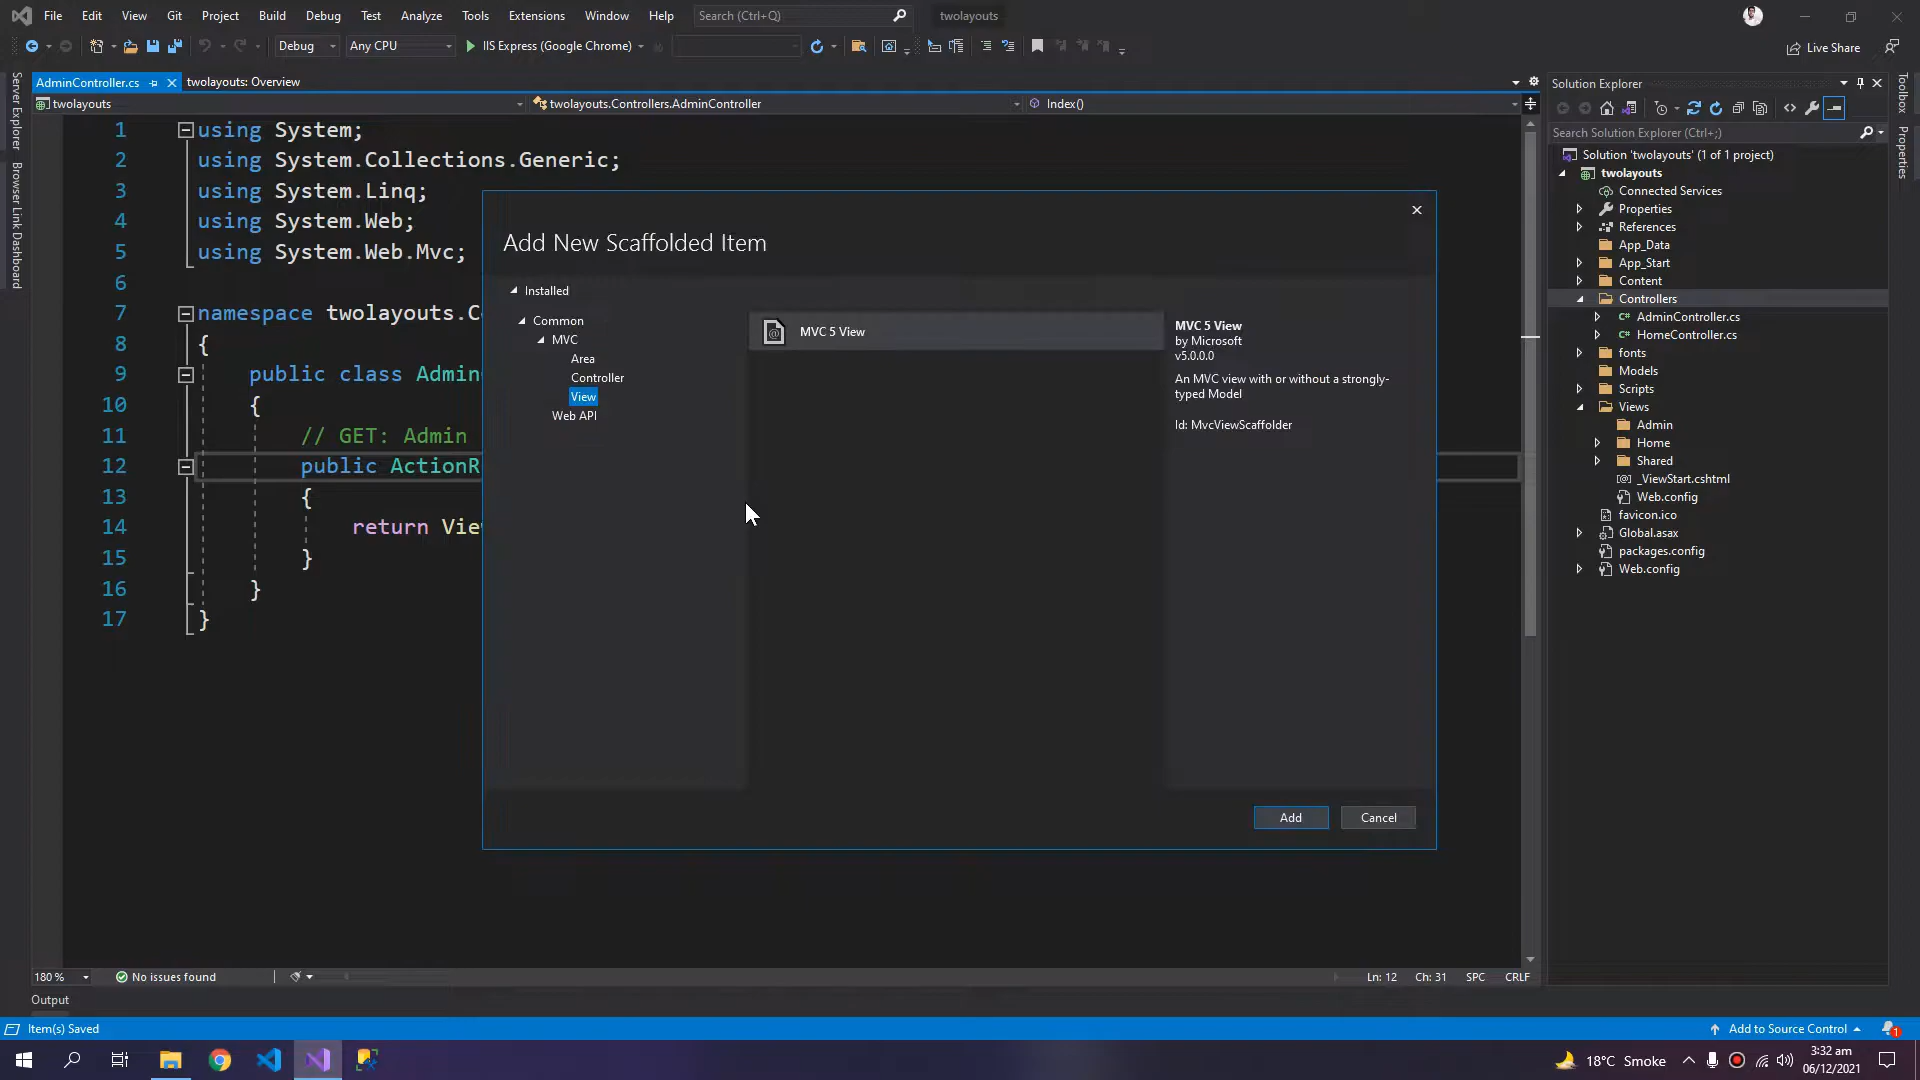 File Edit View Git Project Build Debug Test Analyze Tools Extensions Window Help Search (Ctrl+Q) twolayouts
Debug Any CPU IIS Express (Google Chrome) Live Share
AdminController.cs twolayouts: Overview
twolayouts twolayouts.Controllers.AdminController Index()
Server Explorer
Browser Link Dashboard
1 using System;
2 using System.Collections.Generic;
3 using System.Linq;
4 using System.Web;
5 using System.Web.Mvc;
6
7 namespace twolayouts.C
8 {
9 public class Admin
10 {
11 // GET: Admin
12 public ActionR
13 {
14 return Vie
15 }
16 }
17 }
Add New Scaffolded Item
Installed
Common
MVC
Area
Controller
View
Web API
MVC 5 View
MVC 5 View
by Microsoft
v5.0.0.0
An MVC view with or without a strongly-
typed Model
Id: MvcViewScaffolder
Add Cancel
Solution Explorer
Search Solution Explorer (Ctrl+;)
Solution 'twolayouts' (1 of 1 project)
twolayouts
Connected Services
Properties
References
App_Data
App_Start
Content
Controllers
AdminController.cs
HomeController.cs
fonts
Models
Scripts
Views
Admin
Home
Shared
_ViewStart.cshtml
Web.config
favicon.ico
Global.asax
packages.config
Web.config
Toolbox
Properties
180 % No issues found Ln: 12 Ch: 31 SPC CRLF
Output
Item(s) Saved Add to Source Control 1
18°C Smoke 3:32 am
06/12/2021